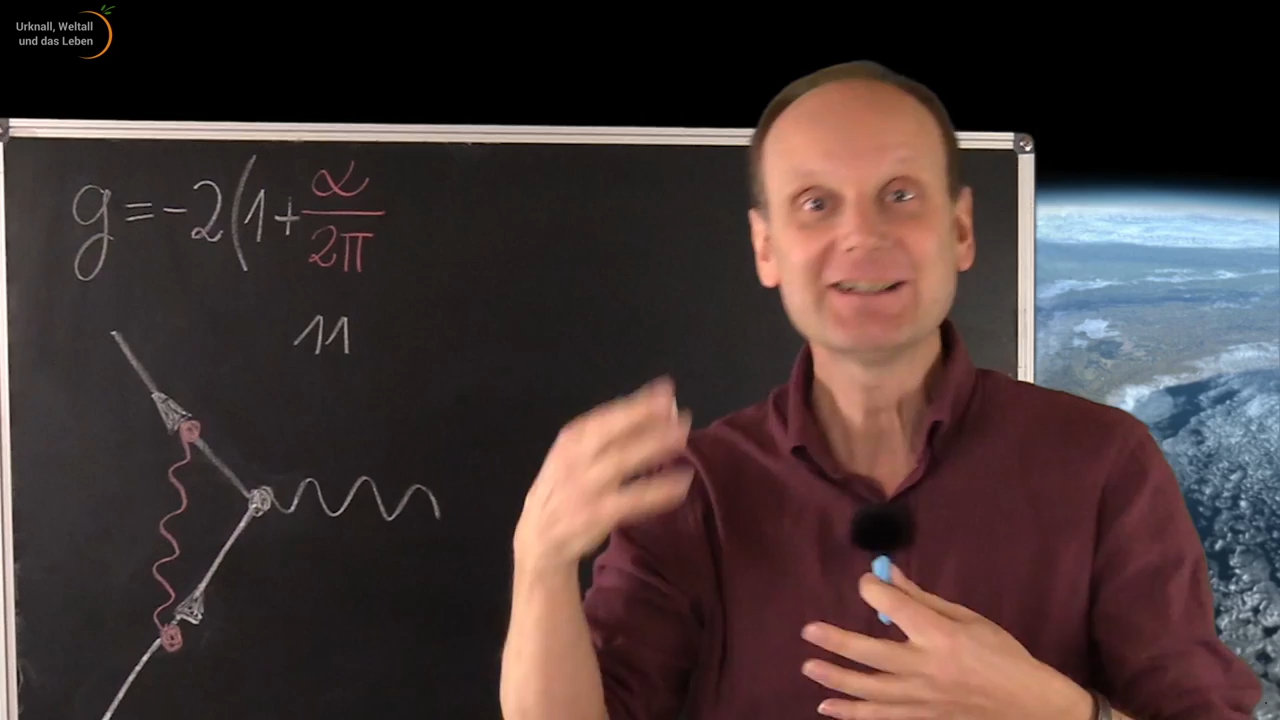 Urknall, Weltall
und das Leben
g = -2(1 + α/2π
11